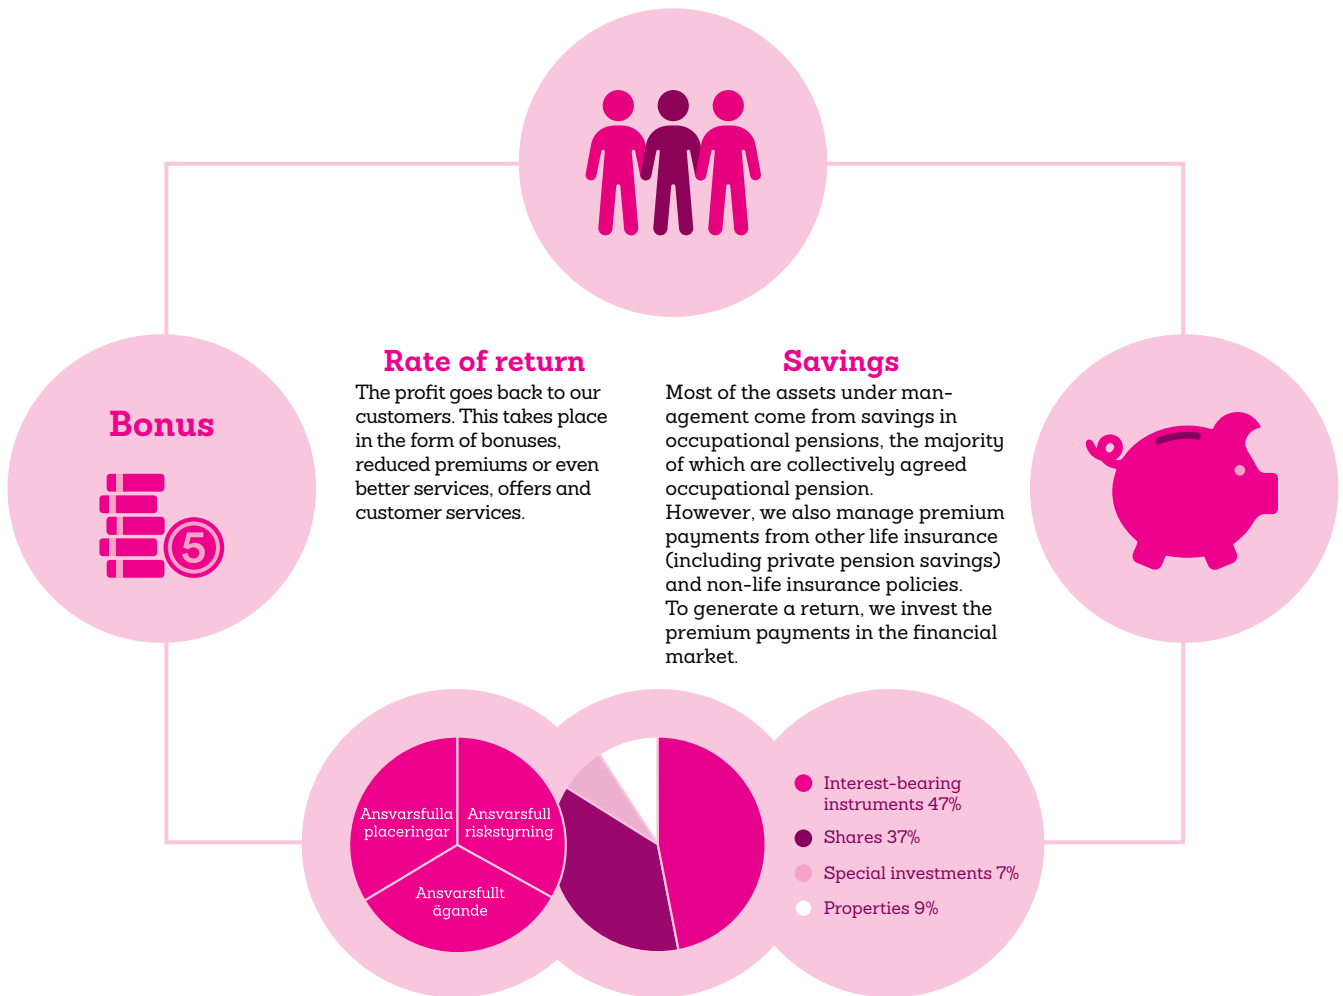 Bonus
5
Rate of return
The profit goes back to our
customers. This takes place
in the form of bonuses,
reduced premiums or even
better services, offers and
customer services.
Savings
Most of the assets under man-
agement come from savings in
occupational pensions, the majority
of which are collectively agreed
occupational pension.
However, we also manage premium
payments from other life insurance
(including private pension savings)
and non-life insurance policies.
To generate a return, we invest the
premium payments in the financial
market.
Ansvarsfulla
placeringar
Ansvarsfull
riskstyrning
Ansvarsfullt
ägande
Interest-bearing
instruments 47%
Shares 37%
Special investments 7%
Properties 9%